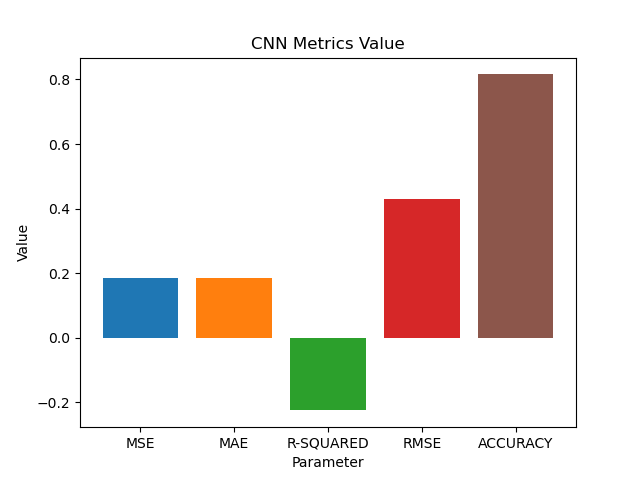 CNN Metrics Value
Value
0.8
0.6
0.4
0.2
0.0
−0.2
MSE MAE R-SQUARED RMSE ACCURACY
Parameter